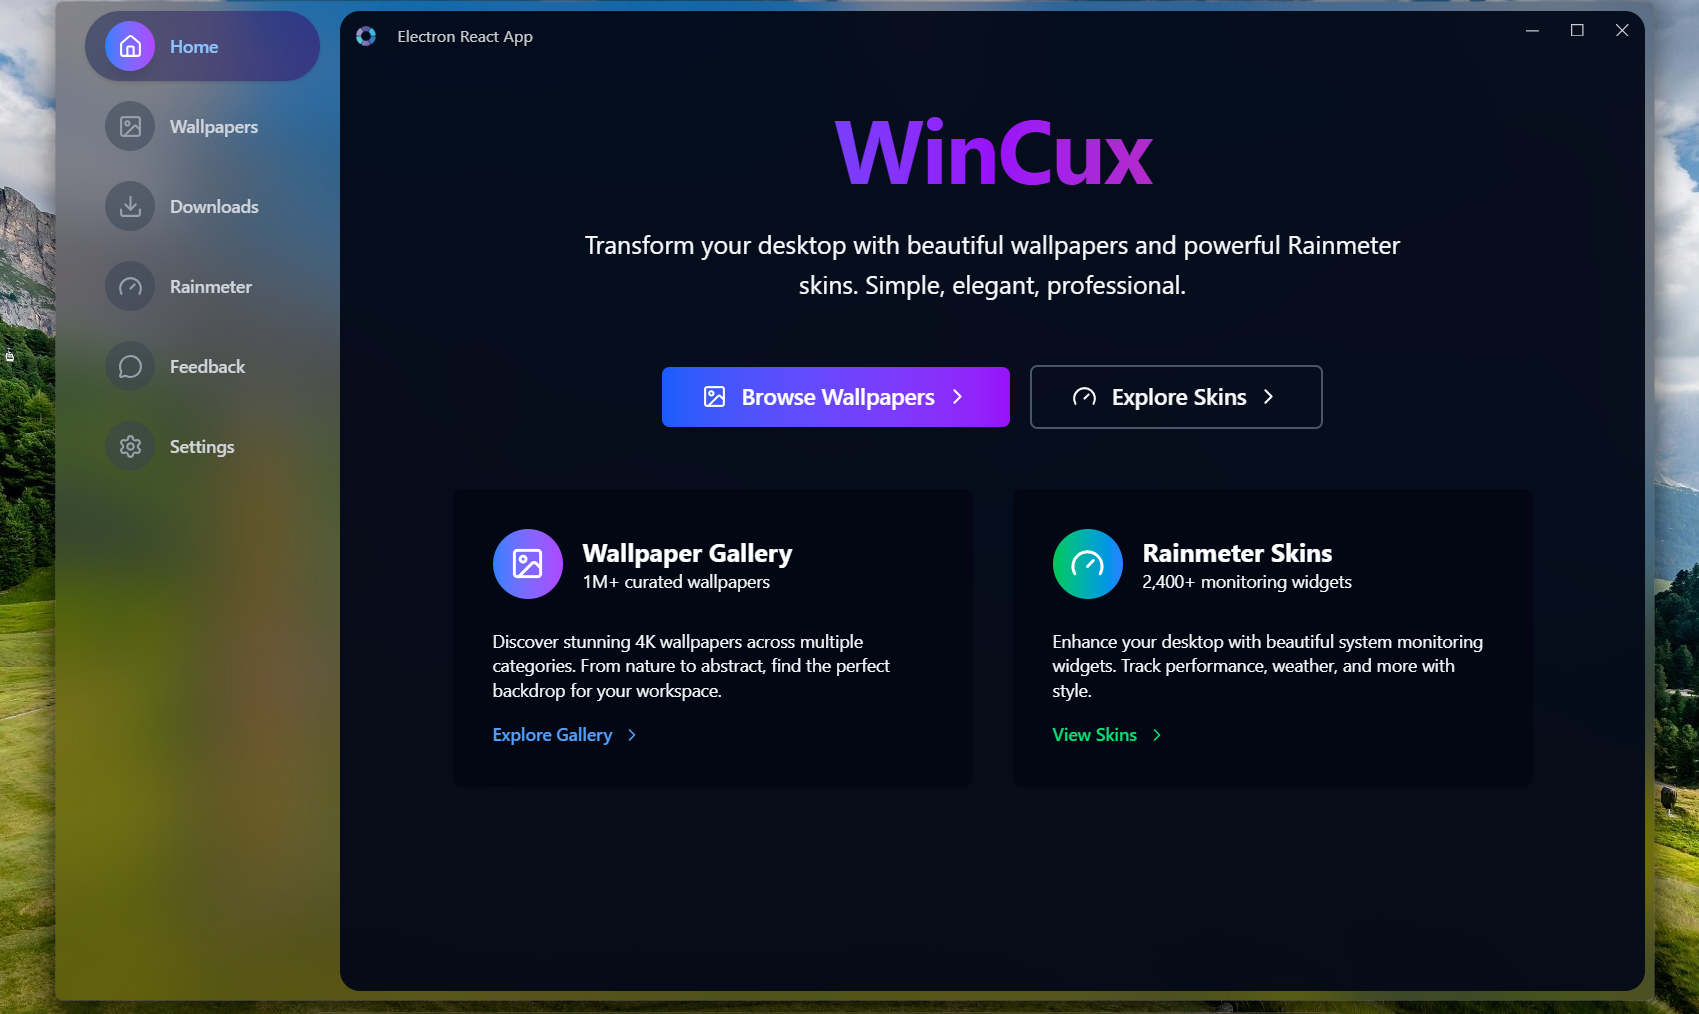 Home
Wallpapers
Downloads
Rainmeter
Feedback
Settings
Electron React App
WinCux
Transform your desktop with beautiful wallpapers and powerful Rainmeter
skins. Simple, elegant, professional.
Browse Wallpapers
Explore Skins
Wallpaper Gallery
1M+ curated wallpapers
Discover stunning 4K wallpapers across multiple
categories. From nature to abstract, find the perfect
backdrop for your workspace.
Explore Gallery
Rainmeter Skins
2,400+ monitoring widgets
Enhance your desktop with beautiful system monitoring
widgets. Track performance, weather, and more with
style.
View Skins